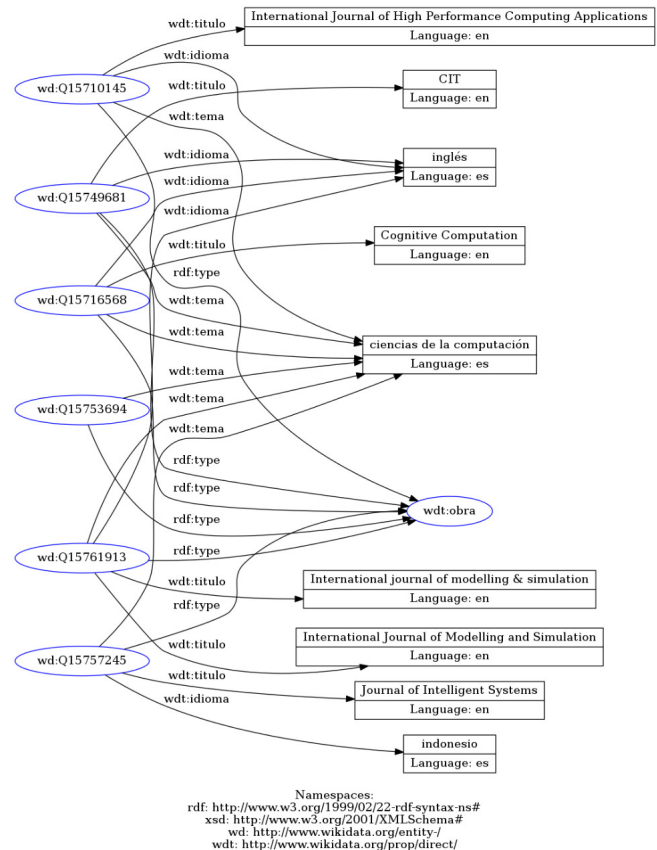 International Journal of High Performance Computing Applications
Language: en
wdt:titulo
wdt:idioma
wd:Q15710145
wdt:titulo
CIT
Language: en
wdt:tema
wdt:idioma
inglés
Language: es
wdt:idioma
wd:Q15749681
wdt:idioma
Cognitive Computation
Language: en
wdt:titulo
rdf:type
wd:Q15716568
wdt:tema
wdt:tema
ciencias de la computación
Language: es
wdt:tema
wdt:tema
wd:Q15753694
wdt:tema
rdf:type
rdf:type
wdt:obra
rdf:type
rdf:type
wd:Q15761913
wdt:titulo
International journal of modelling & simulation
Language: en
rdf:type
wdt:titulo
International Journal of Modelling and Simulation
Language: en
wd:Q15757245
wdt:titulo
Journal of Intelligent Systems
Language: en
wdt:idioma
indonesio
Language: es
Namespaces:
rdf: http://www.w3.org/1999/02/22-rdf-syntax-ns#
xsd: http://www.w3.org/2001/XMLSchema#
wd: http://www.wikidata.org/entity-/
wdt: http://www.wikidata.org/prop/direct/